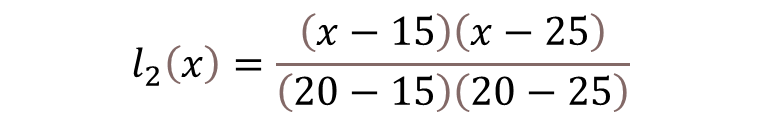 l₂(x) = (x − 15)(x − 25) / (20 − 15)(20 − 25)